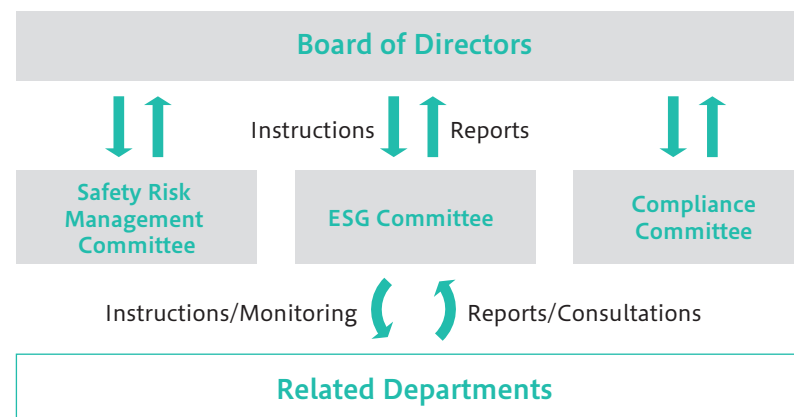 Board of Directors
Instructions
Reports
Safety Risk
Management
Committee
ESG Committee
Compliance
Committee
Instructions/Monitoring
Reports/Consultations
Related Departments